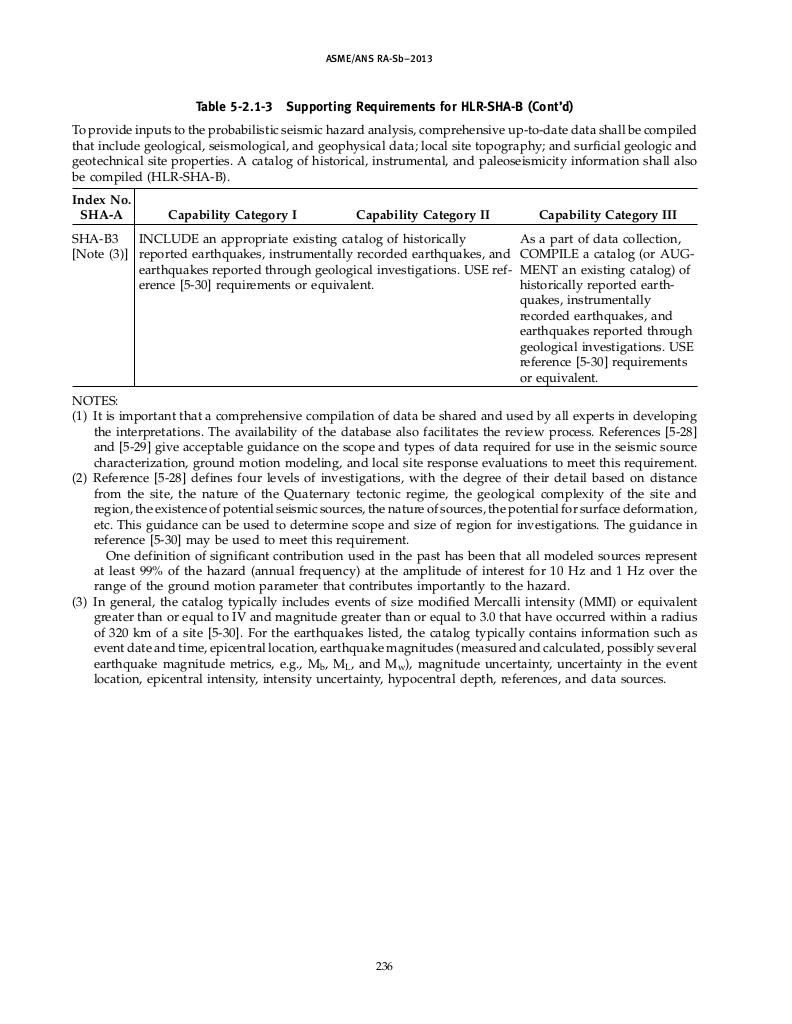 ASME/ANS RA-Sb–2013
Table 5-2.1-3 Supporting Requirements for HLR-SHA-B (Cont’d)
To provide inputs to the probabilistic seismic hazard analysis, comprehensive up-to-date data shall be compiled
that include geological, seismological, and geophysical data; local site topography; and surficial geologic and
geotechnical site properties. A catalog of historical, instrumental, and paleoseismicity information shall also
be compiled (HLR-SHA-B).
Index No.
SHA-A Capability Category I Capability Category II Capability Category III
SHA-B3
[Note (3)]
INCLUDE an appropriate existing catalog of historically
reported earthquakes, instrumentally recorded earthquakes, and
earthquakes reported through geological investigations. USE ref-
erence [5-30] requirements or equivalent.
As a part of data collection,
COMPILE a catalog (or AUG-
MENT an existing catalog) of
historically reported earth-
quakes, instrumentally
recorded earthquakes, and
earthquakes reported through
geological investigations. USE
reference [5-30] requirements
or equivalent.
NOTES:
(1) It is important that a comprehensive compilation of data be shared and used by all experts in developing
the interpretations. The availability of the database also facilitates the review process. References [5-28]
and [5-29] give acceptable guidance on the scope and types of data required for use in the seismic source
characterization, ground motion modeling, and local site response evaluations to meet this requirement.
(2) Reference [5-28] defines four levels of investigations, with the degree of their detail based on distance
from the site, the nature of the Quaternary tectonic regime, the geological complexity of the site and
region, the existence of potential seismic sources, the nature of sources, the potential for surface deformation,
etc. This guidance can be used to determine scope and size of region for investigations. The guidance in
reference [5-30] may be used to meet this requirement.
One definition of significant contribution used in the past has been that all modeled sources represent
at least 99% of the hazard (annual frequency) at the amplitude of interest for 10 Hz and 1 Hz over the
range of the ground motion parameter that contributes importantly to the hazard.
(3) In general, the catalog typically includes events of size modified Mercalli intensity (MMI) or equivalent
greater than or equal to IV and magnitude greater than or equal to 3.0 that have occurred within a radius
of 320 km of a site [5-30]. For the earthquakes listed, the catalog typically contains information such as
event date and time, epicentral location, earthquake magnitudes (measured and calculated, possibly several
earthquake magnitude metrics, e.g., Mb, ML, and Mw), magnitude uncertainty, uncertainty in the event
location, epicentral intensity, intensity uncertainty, hypocentral depth, references, and data sources.
236